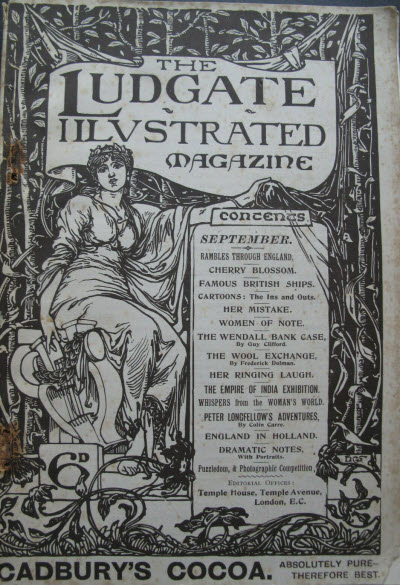 THE
LUDGATE
ILLVSTRATED
MAGAZINE
CONTENTS
SEPTEMBER.
RAMBLES THROUGH ENGLAND,
CHERRY BLOSSOM.
FAMOUS BRITISH SHIPS.
CARTOONS: The Ins and Outs.
HER MISTAKE.
WOMEN OF NOTE.
THE WENDALL BANK CASE,
By Guy Clifford.
THE WOOL EXCHANGE,
By Frederick Dolman.
HER RINGING LAUGH.
THE EMPIRE OF INDIA EXHIBITION.
WHISPERS from the WOMAN'S WORLD.
PETER LONGFELLOW'S ADVENTURES,
By Colin Carre.
ENGLAND IN HOLLAND.
DRAMATIC NOTES,
With Portraits.
Puzzledom, & Photographic Competition,
EDITORIAL OFFICES:
Temple House, Temple Avenue,
London, E.C.
6D
CADBURY'S COCOA. ABSOLUTELY PURE—
THEREFORE BEST.